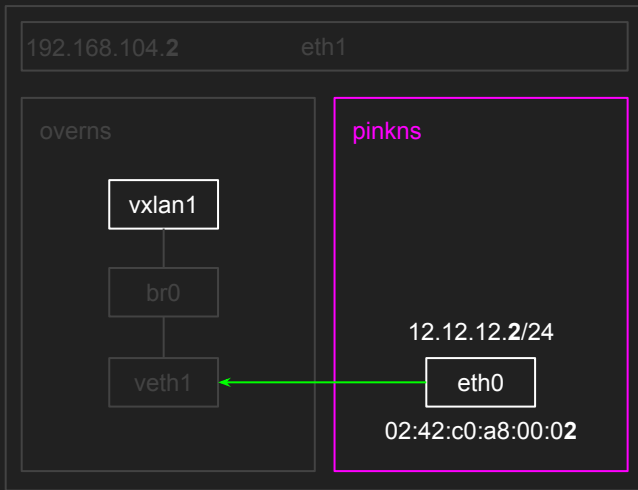 192.168.104.2 eth1
overns
pinkns
vxlan1
br0
12.12.12.2/24
veth1
eth0
02:42:c0:a8:00:02